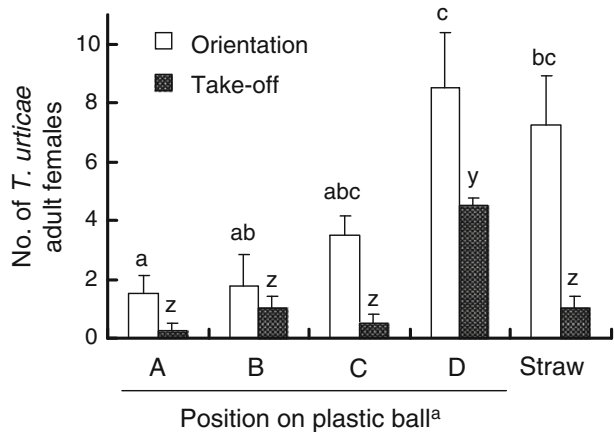 No. of T. urticae
adult females
10
8
6
4
2
0
Orientation
Take-off
a
z
ab
z
abc
z
c
y
bc
z
A B C D Straw
Position on plastic ballᵃ